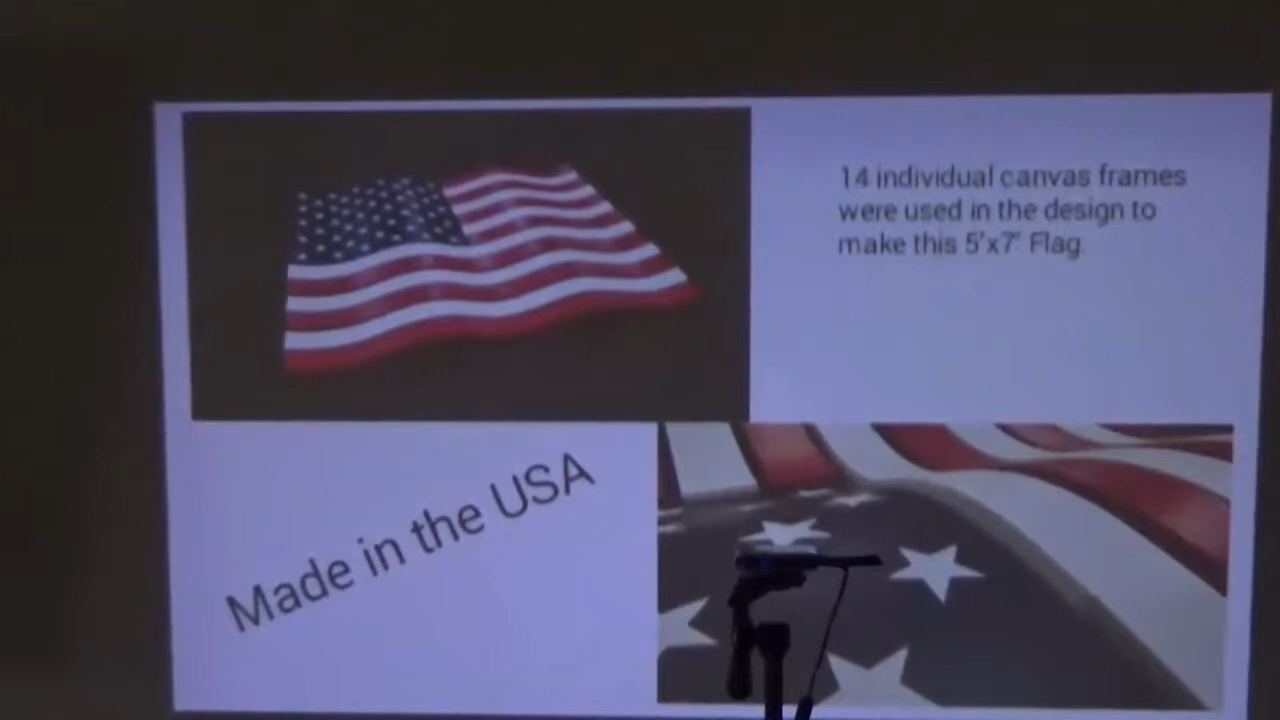 14 individual canvas frames
were used in the design to
make this 5'x7' Flag.
Made in the USA